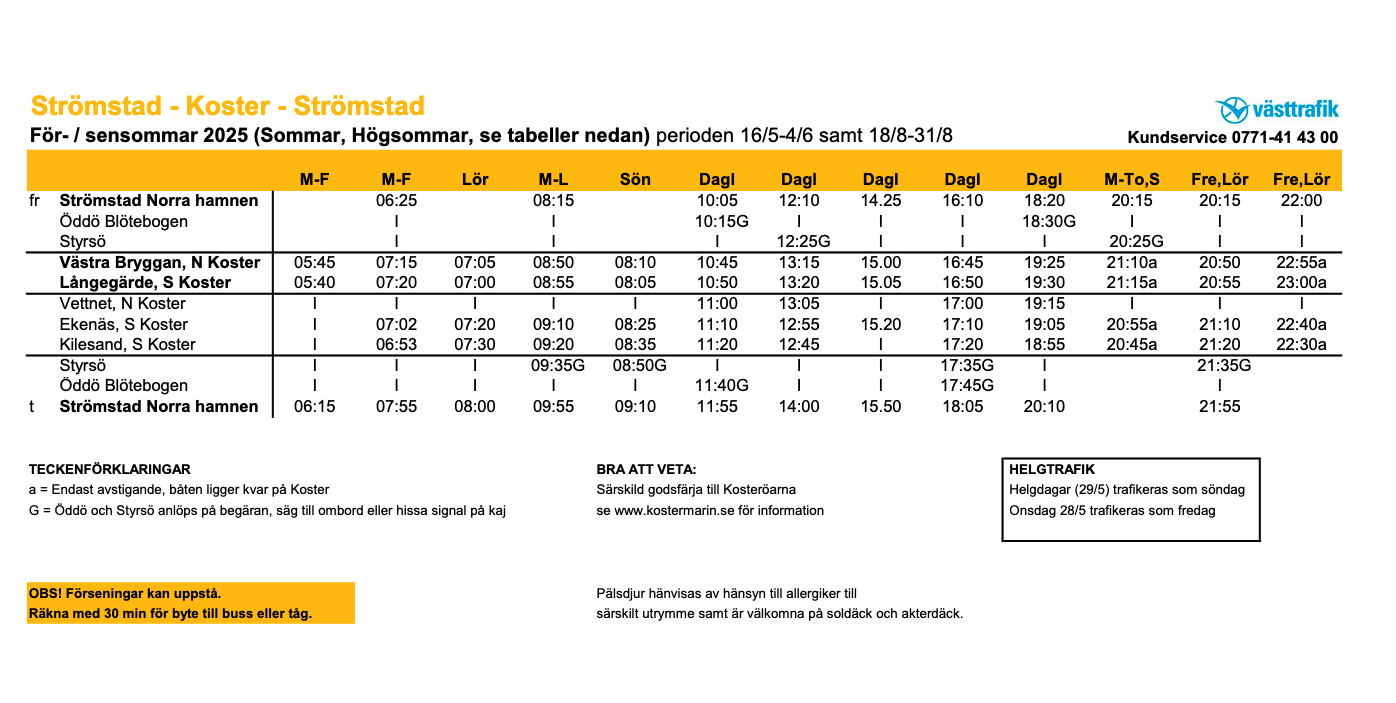 Strömstad - Koster - Strömstad
västtrafik
För- / sensommar 2025 (Sommar, Högsommar, se tabeller nedan) perioden 16/5-4/6 samt 18/8-31/8
Kundservice 0771-41 43 00
M-F M-F Lör M-L Sön Dagl Dagl Dagl Dagl Dagl M-To,S Fre,Lör Fre,Lör
fr Strömstad Norra hamnen 06:25 08:15 10:05 12:10 14.25 16:10 18:20 20:15 20:15 22:00
Öddö Blötebogen I I 10:15G I I I 18:30G I I I
Styrsö I I I 12:25G I I I 20:25G I I
Västra Bryggan, N Koster 05:45 07:15 07:05 08:50 08:10 10:45 13:15 15.00 16:45 19:25 21:10a 20:50 22:55a
Långegärde, S Koster 05:40 07:20 07:00 08:55 08:05 10:50 13:20 15.05 16:50 19:30 21:15a 20:55 23:00a
Vettnet, N Koster I I I I I 11:00 13:05 I 17:00 19:15 I I I
Ekenäs, S Koster I 07:02 07:20 09:10 08:25 11:10 12:55 15.20 17:10 19:05 20:55a 21:10 22:40a
Kilesand, S Koster I 06:53 07:30 09:20 08:35 11:20 12:45 I 17:20 18:55 20:45a 21:20 22:30a
Styrsö I I I 09:35G 08:50G I I I 17:35G I 21:35G
Öddö Blötebogen I I I I I 11:40G I I 17:45G I I
t Strömstad Norra hamnen 06:15 07:55 08:00 09:55 09:10 11:55 14:00 15.50 18:05 20:10 21:55
TECKENFÖRKLARINGAR
a = Endast avstigande, båten ligger kvar på Koster
G = Öddö och Styrsö anlöps på begäran, säg till ombord eller hissa signal på kaj
BRA ATT VETA:
Särskild godsfärja till Kosteröarna
se www.kostermarin.se för information
HELGTRAFIK
Helgdagar (29/5) trafikeras som söndag
Onsdag 28/5 trafikeras som fredag
OBS! Förseningar kan uppstå.
Räkna med 30 min för byte till buss eller tåg.
Pälsdjur hänvisas av hänsyn till allergiker till
särskilt utrymme samt är välkomna på soldäck och akterdäck.